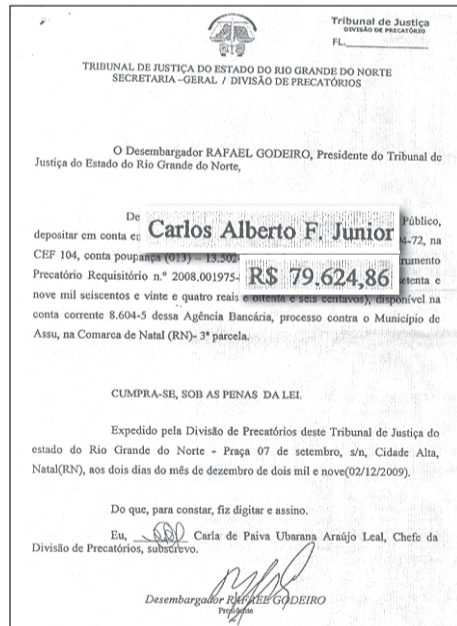 Tribunal de Justiça
DIVISÃO DE PRECATÓRIO
FL.
TRIBUNAL DE JUSTIÇA DO ESTADO DO RIO GRANDE DO NORTE
SECRETARIA -GERAL / DIVISÃO DE PRECATÓRIOS
O Desembargador RAFAEL GODEIRO, Presidente do Tribunal de
Justiça do Estado do Rio Grande do Norte,
De Público,
depositar em conta Carlos Alberto F. Junior 4-72, na
CEF 104, conta poupança (013) – 13.502 rumento
Precatório Requisitório n.º 2008.001975- R$ 79.624,86 etenta e
nove mil seiscentos e vinte e quatro reais e oitenta e seis centavos), disponível na
conta corrente 8.604-5 dessa Agência Bancária, processo contra o Município de
Assu, na Comarca de Natal (RN)- 3ª parcela.
CUMPRA-SE, SOB AS PENAS DA LEI.
Expedido pela Divisão de Precatórios deste Tribunal de Justiça do
estado do Rio Grande do Norte - Praça 07 de setembro, s/n, Cidade Alta,
Natal(RN), aos dois dias do mês de dezembro de dois mil e nove(02/12/2009).
Do que, para constar, fiz digitar e assino.
Eu, Carla de Paiva Ubarana Araújo Leal, Chefe da
Divisão de Precatórios, subscrevo.
Desembargador RAFAEL GODEIRO
Presidente